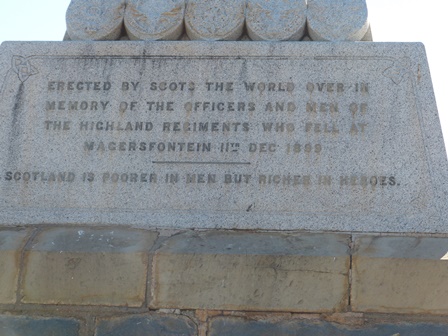 ERECTED BY SCOTS THE WORLD OVER IN
MEMORY OF THE OFFICERS AND MEN OF
THE HIGHLAND REGIMENTS WHO FELL AT
MAGERSFONTEIN 11TH DEC 1899
SCOTLAND IS POORER IN MEN BUT RICHER IN HEROES.